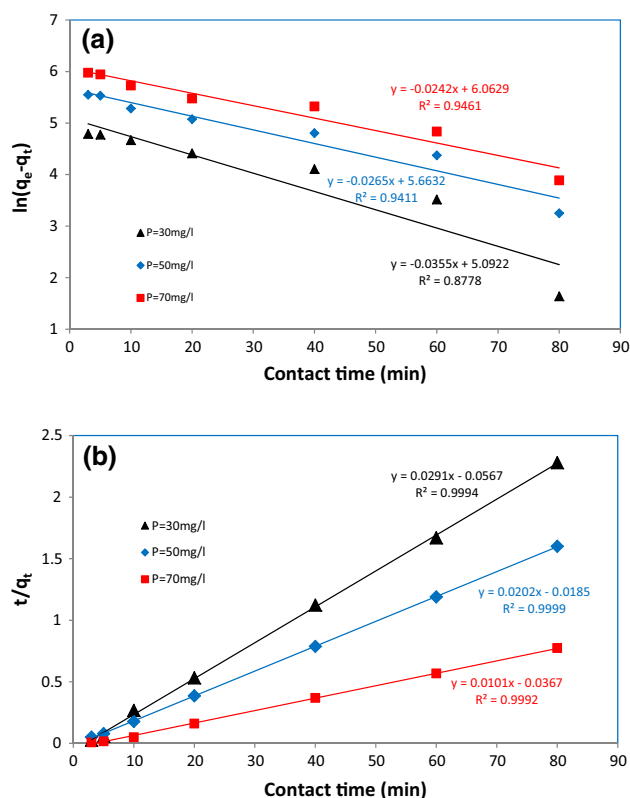 (a)
ln(qe-qt)
7
6
5
4
3
2
1
y = -0.0242x + 6.0629
R² = 0.9461
y = -0.0265x + 5.6632
R² = 0.9411
y = -0.0355x + 5.0922
R² = 0.8778
P=30mg/l
P=50mg/l
P=70mg/l
0 10 20 30 40 50 60 70 80 90
Contact time (min)
(b)
t/qt
2.5
2
1.5
1
0.5
0
y = 0.0291x - 0.0567
R² = 0.9994
P=30mg/l
P=50mg/l
P=70mg/l
y = 0.0202x - 0.0185
R² = 0.9999
y = 0.0101x - 0.0367
R² = 0.9992
0 10 20 30 40 50 60 70 80 90
Contact time (min)